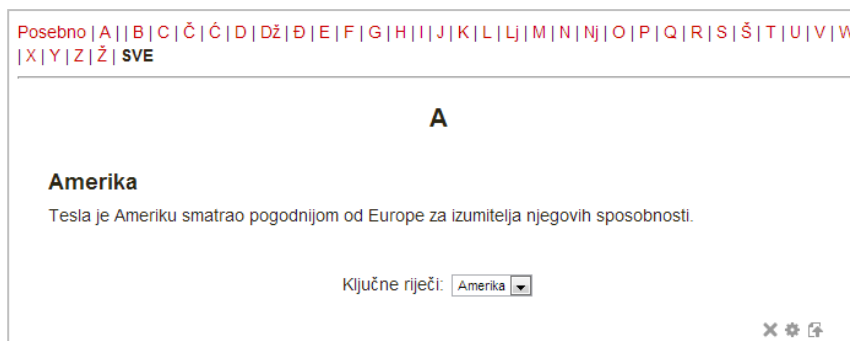 Posebno | A | | B | C | Č | Ć | D | Dž | Đ | E | F | G | H | I | J | K | L | Lj | M | N | Nj | O | P | Q | R | S | Š | T | U | V | W
| X | Y | Z | Ž | SVE
A
Amerika
Tesla je Ameriku smatrao pogodnijom od Europe za izumitelja njegovih sposobnosti.
Ključne riječi: Amerika